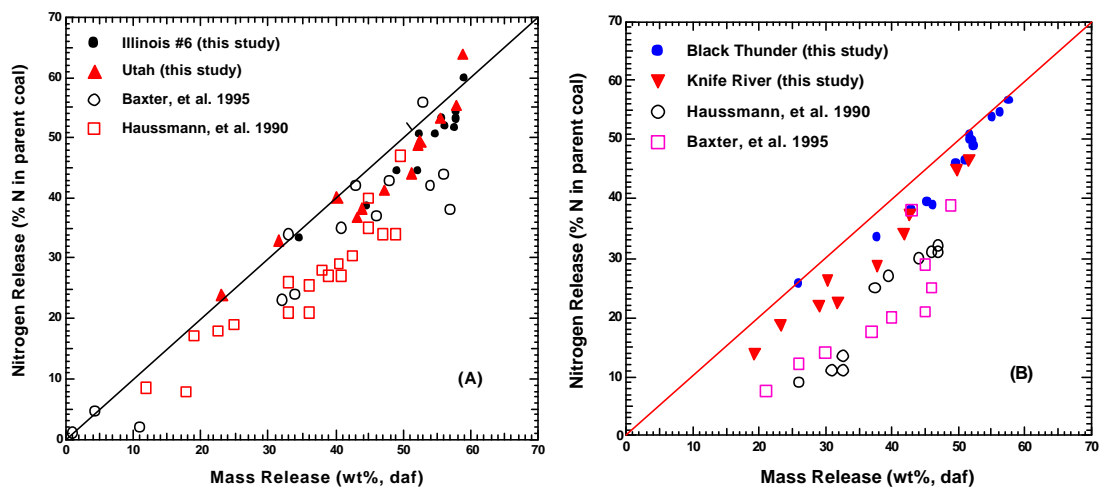 70
60
50
40
30
20
10
0
Nitrogen Release (% N in parent coal)
Illinois #6 (this study)
Utah (this study)
Baxter, et al. 1995
Haussmann, et al. 1990
(A)
0 10 20 30 40 50 60 70
Mass Release (wt%, daf)
70
60
50
40
30
20
10
0
Nitrogen Release (% N in parent coal)
Black Thunder (this study)
Knife River (this study)
Haussmann, et al. 1990
Baxter, et al. 1995
(B)
0 10 20 30 40 50 60 70
Mass Release (wt%, daf)